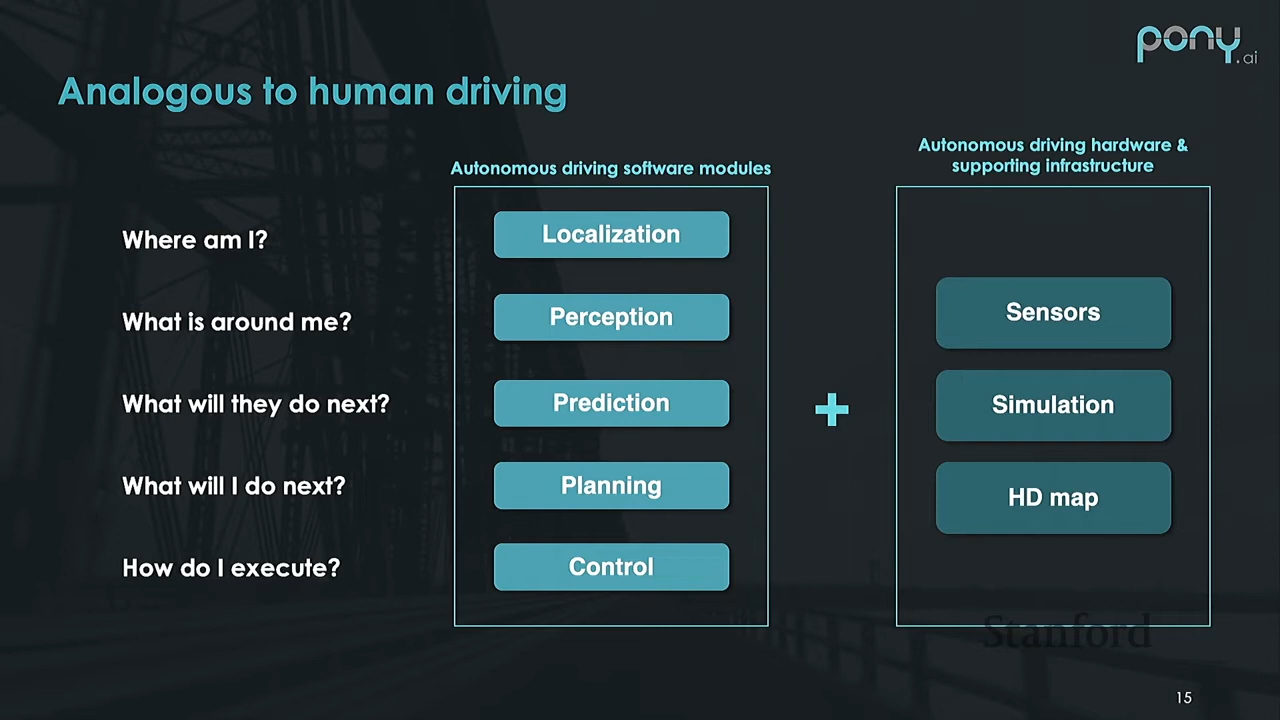 pony.ai
Analogous to human driving
Autonomous driving software modules
Autonomous driving hardware &
supporting infrastructure
Where am I?
Localization
What is around me?
Perception
What will they do next?
Prediction
What will I do next?
Planning
How do I execute?
Control
+
Sensors
Simulation
HD map
Stanford
15